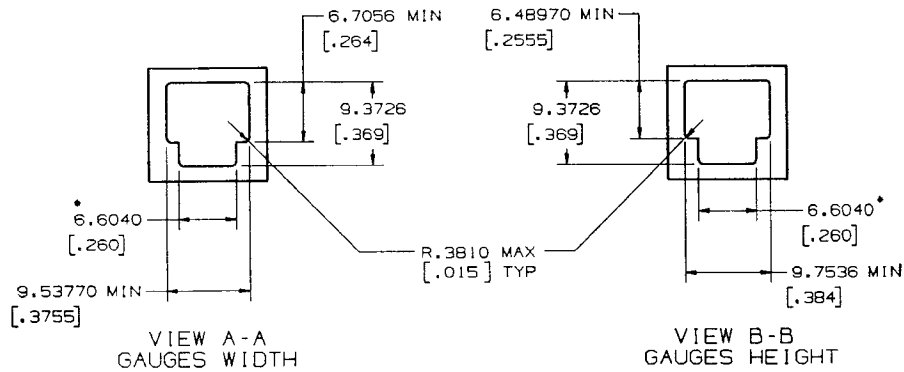 6.7056 MIN
[.264]
9.3726
[.369]
*
6.6040
[.260]
9.53770 MIN
[.3755]
VIEW A-A
GAUGES WIDTH
R.3810 MAX
[.015] TYP
6.48970 MIN
[.2555]
9.3726
[.369]
6.6040*
[.260]
9.7536 MIN
[.384]
VIEW B-B
GAUGES HEIGHT